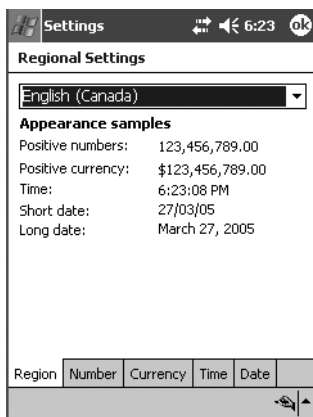 Settings 6:23 ok
Regional Settings
English (Canada)
Appearance samples
Positive numbers: 123,456,789.00
Positive currency: $123,456,789.00
Time: 6:23:08 PM
Short date: 27/03/05
Long date: March 27, 2005
Region Number Currency Time Date